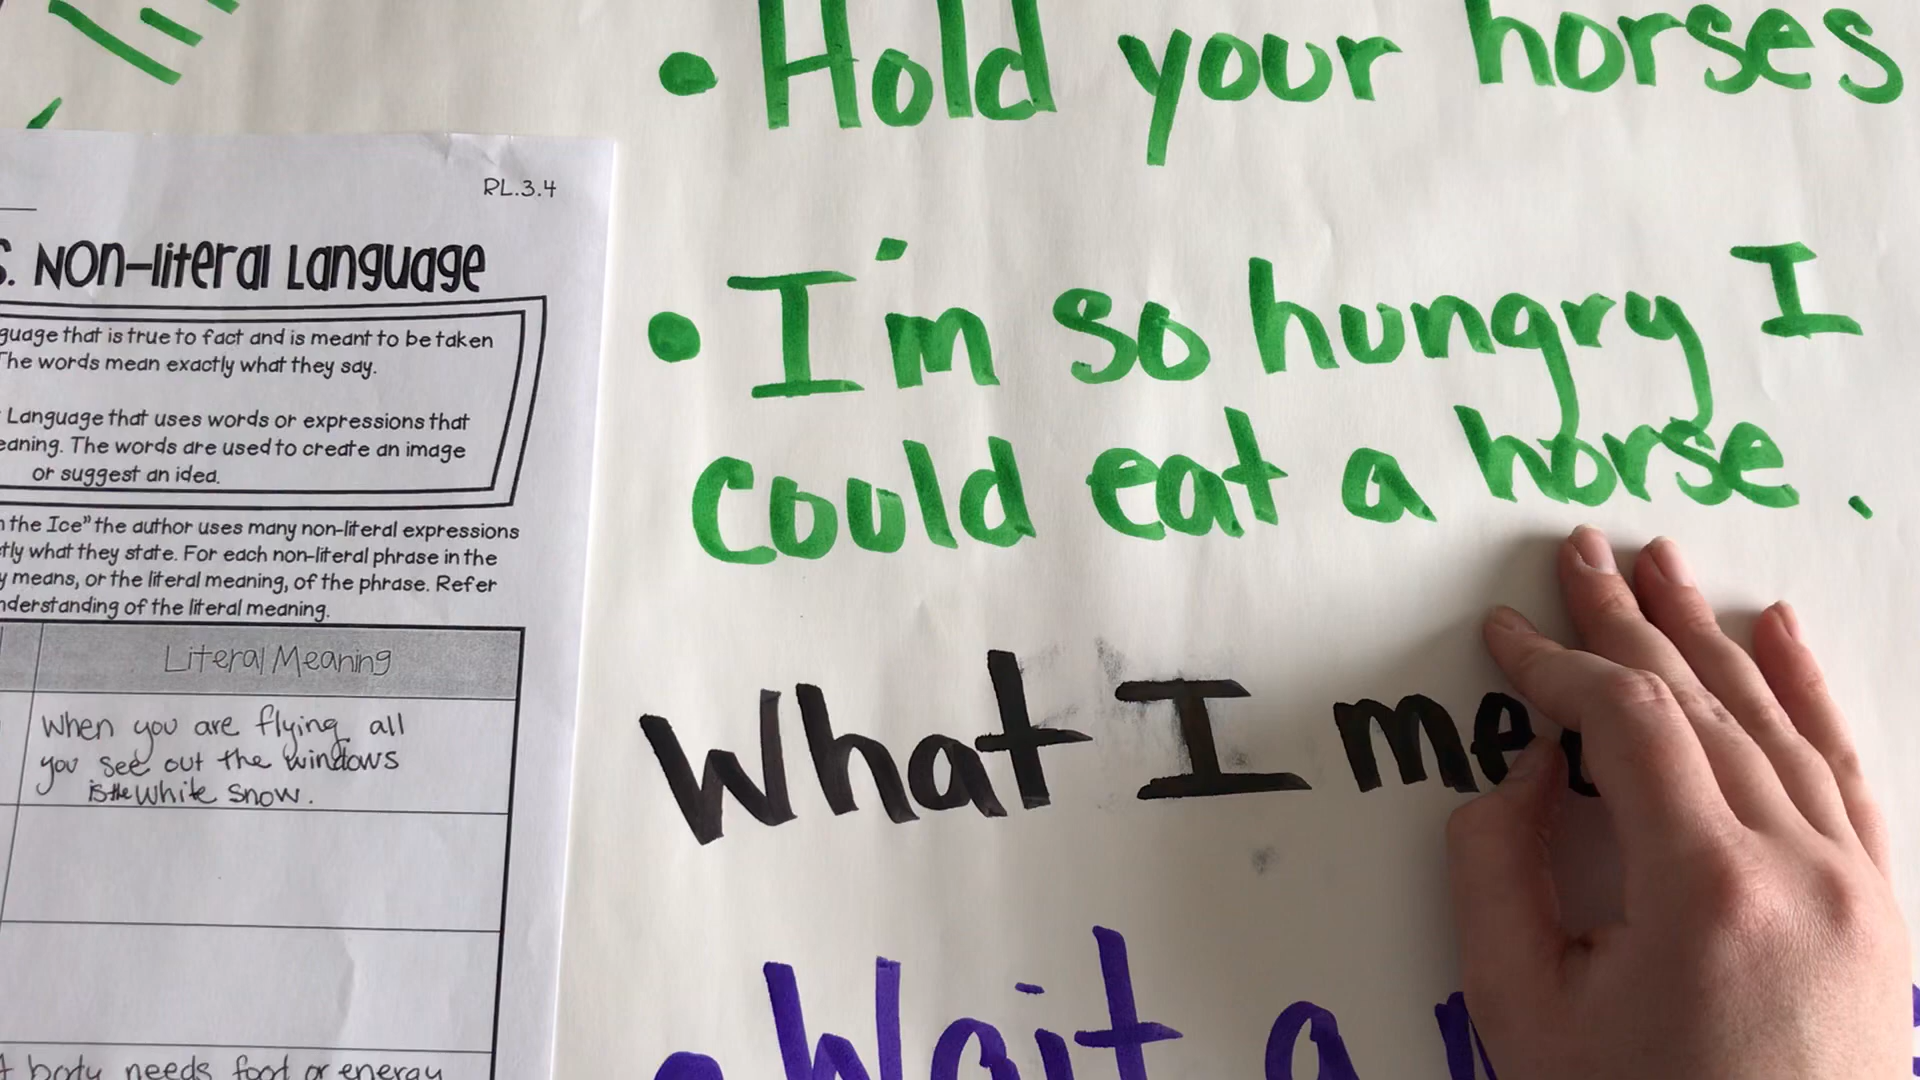 • Hold your horses
• I'm so hungry I
could eat a horse.
What I
• Wait a
RL.3.4
Non-literal Language
that is true to fact and is meant to be taken
The words mean exactly what they say.
Language that uses words or expressions that
The words are used to create an image
or suggest an idea.
the Ice" the author uses many non-literal expressions
what they state. For each non-literal phrase in the
means, or the literal meaning, of the phrase. Refer
of the literal meaning.
Literal Meaning
When you are flying all
you see out the windows
is the white snow.
body needs food or energy